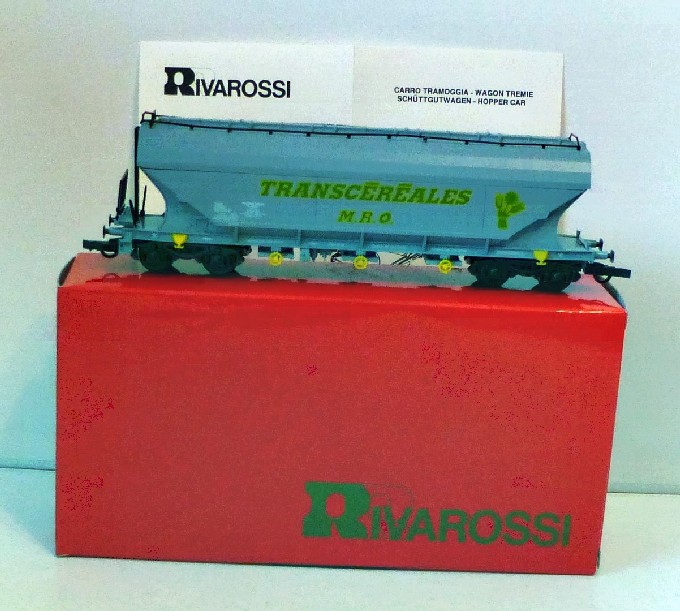 RIVAROSSI
CARRO TRAMOGGIA - WAGON TREMIE
SCHÜTTGUTWAGEN - HOPPER CAR
TRANSCÉRÉALES
M.R.O.
RIVAROSSI